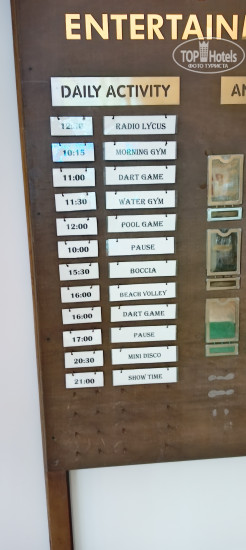 ENTERTAIN
TOP Hotels
ФОТО ТУРИСТА
DAILY ACTIVITY AN
RADIO LYCUS
10:15 MORNING GYM
11:00 DART GAME
11:30 WATER GYM
12:00 POOL GAME
10:00 PAUSE
15:30 BOCCIA
16:00 BEACH VOLLEY
16:00 DART GAME
17:00 PAUSE
20:30 MINI DISCO
21:00 SHOW TIME